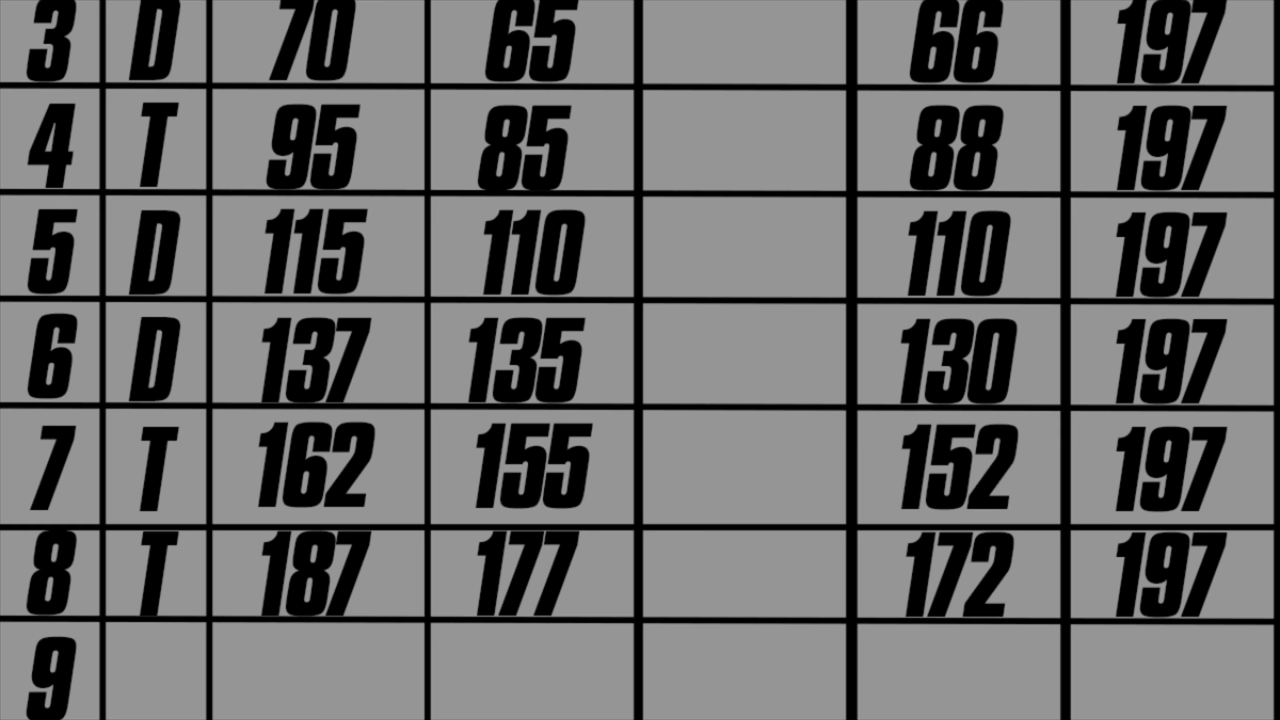 3 D 70 65 66 197
4 T 95 85 88 197
5 D 115 110 110 197
6 D 137 135 130 197
7 T 162 155 152 197
8 T 187 177 172 197
9